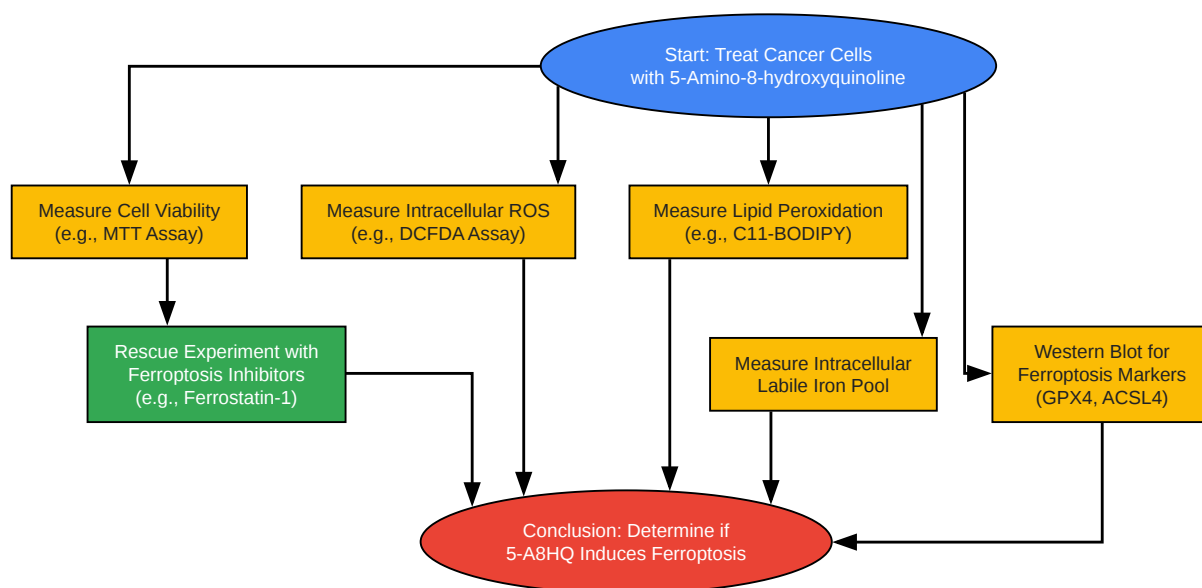 Start: Treat Cancer Cells
with 5-Amino-8-hydroxyquinoline
Measure Cell Viability
(e.g., MTT Assay)
Measure Intracellular ROS
(e.g., DCFDA Assay)
Measure Lipid Peroxidation
(e.g., C11-BODIPY)
Rescue Experiment with
Ferroptosis Inhibitors
(e.g., Ferrostatin-1)
Measure Intracellular
Labile Iron Pool
Western Blot for
Ferroptosis Markers
(GPX4, ACSL4)
Conclusion: Determine if
5-A8HQ Induces Ferroptosis